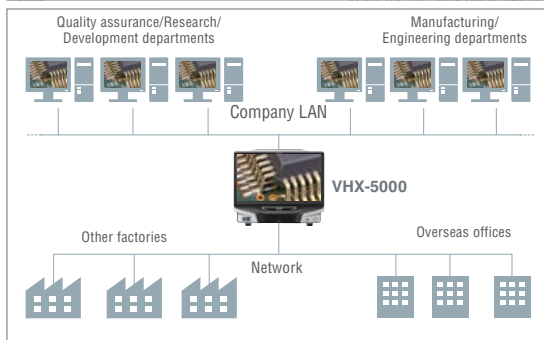 Quality assurance/Research/
Development departments
Manufacturing/
Engineering departments
Company LAN
VHX-5000
Other factories
Overseas offices
Network